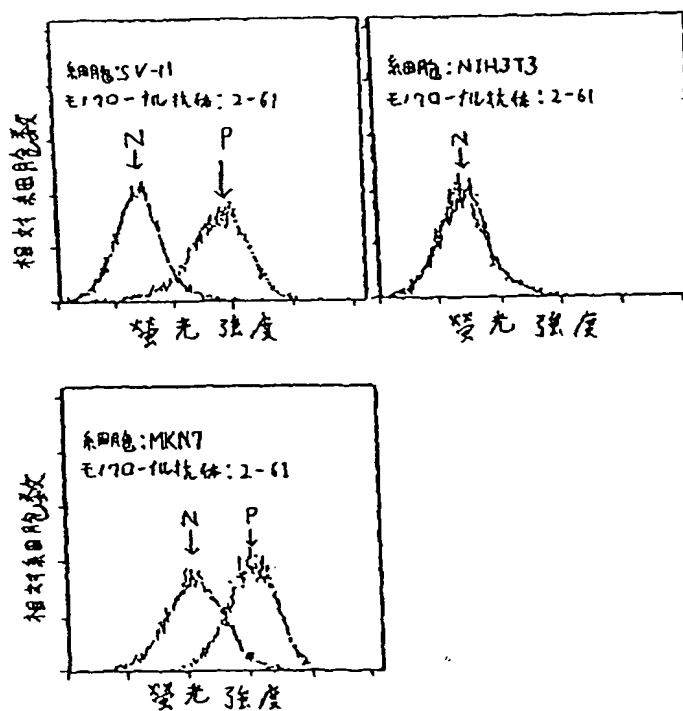 細胞:SV-11
モノクローナル抗体:2-61
N
P
相対細胞数
螢光強度
細胞:NIH3T3
モノクローナル抗体:2-61
N
螢光強度
細胞:MKN7
モノクローナル抗体:2-61
N
P
相対細胞数
螢光強度